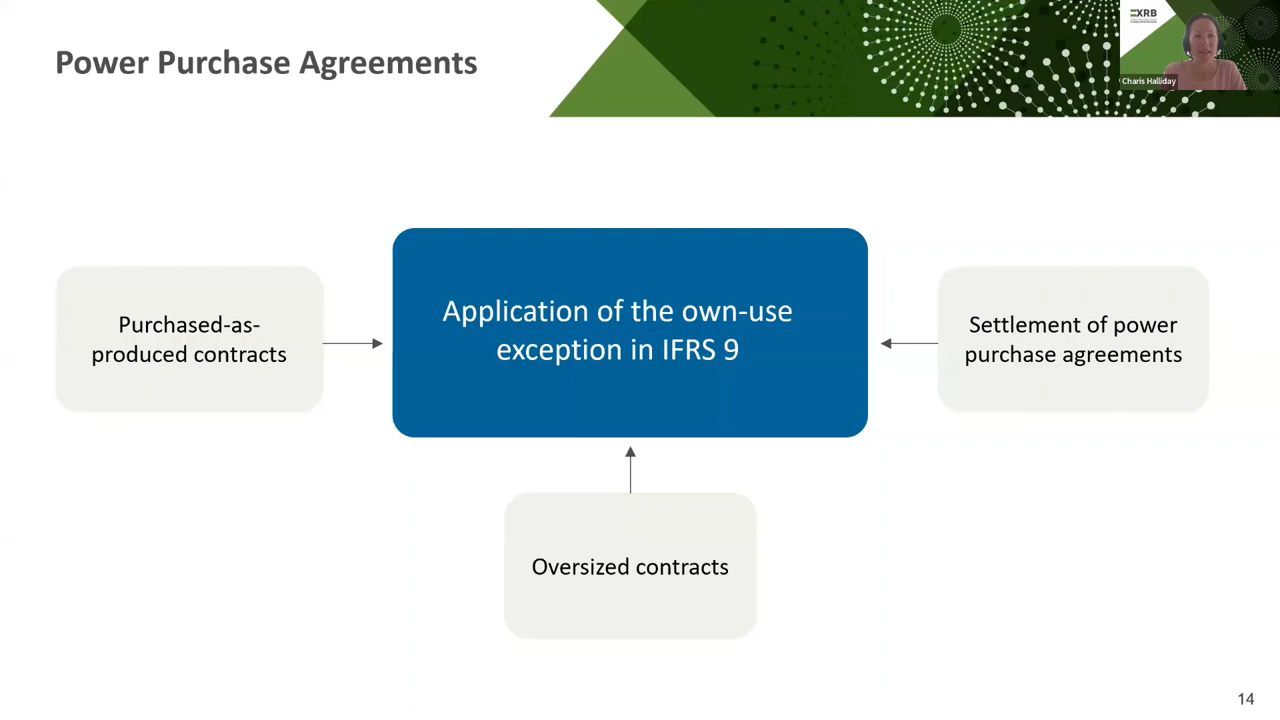 Power Purchase Agreements
XRB
Charis Halliday
Purchased-as-
produced contracts
Application of the own-use
exception in IFRS 9
Settlement of power
purchase agreements
Oversized contracts
14